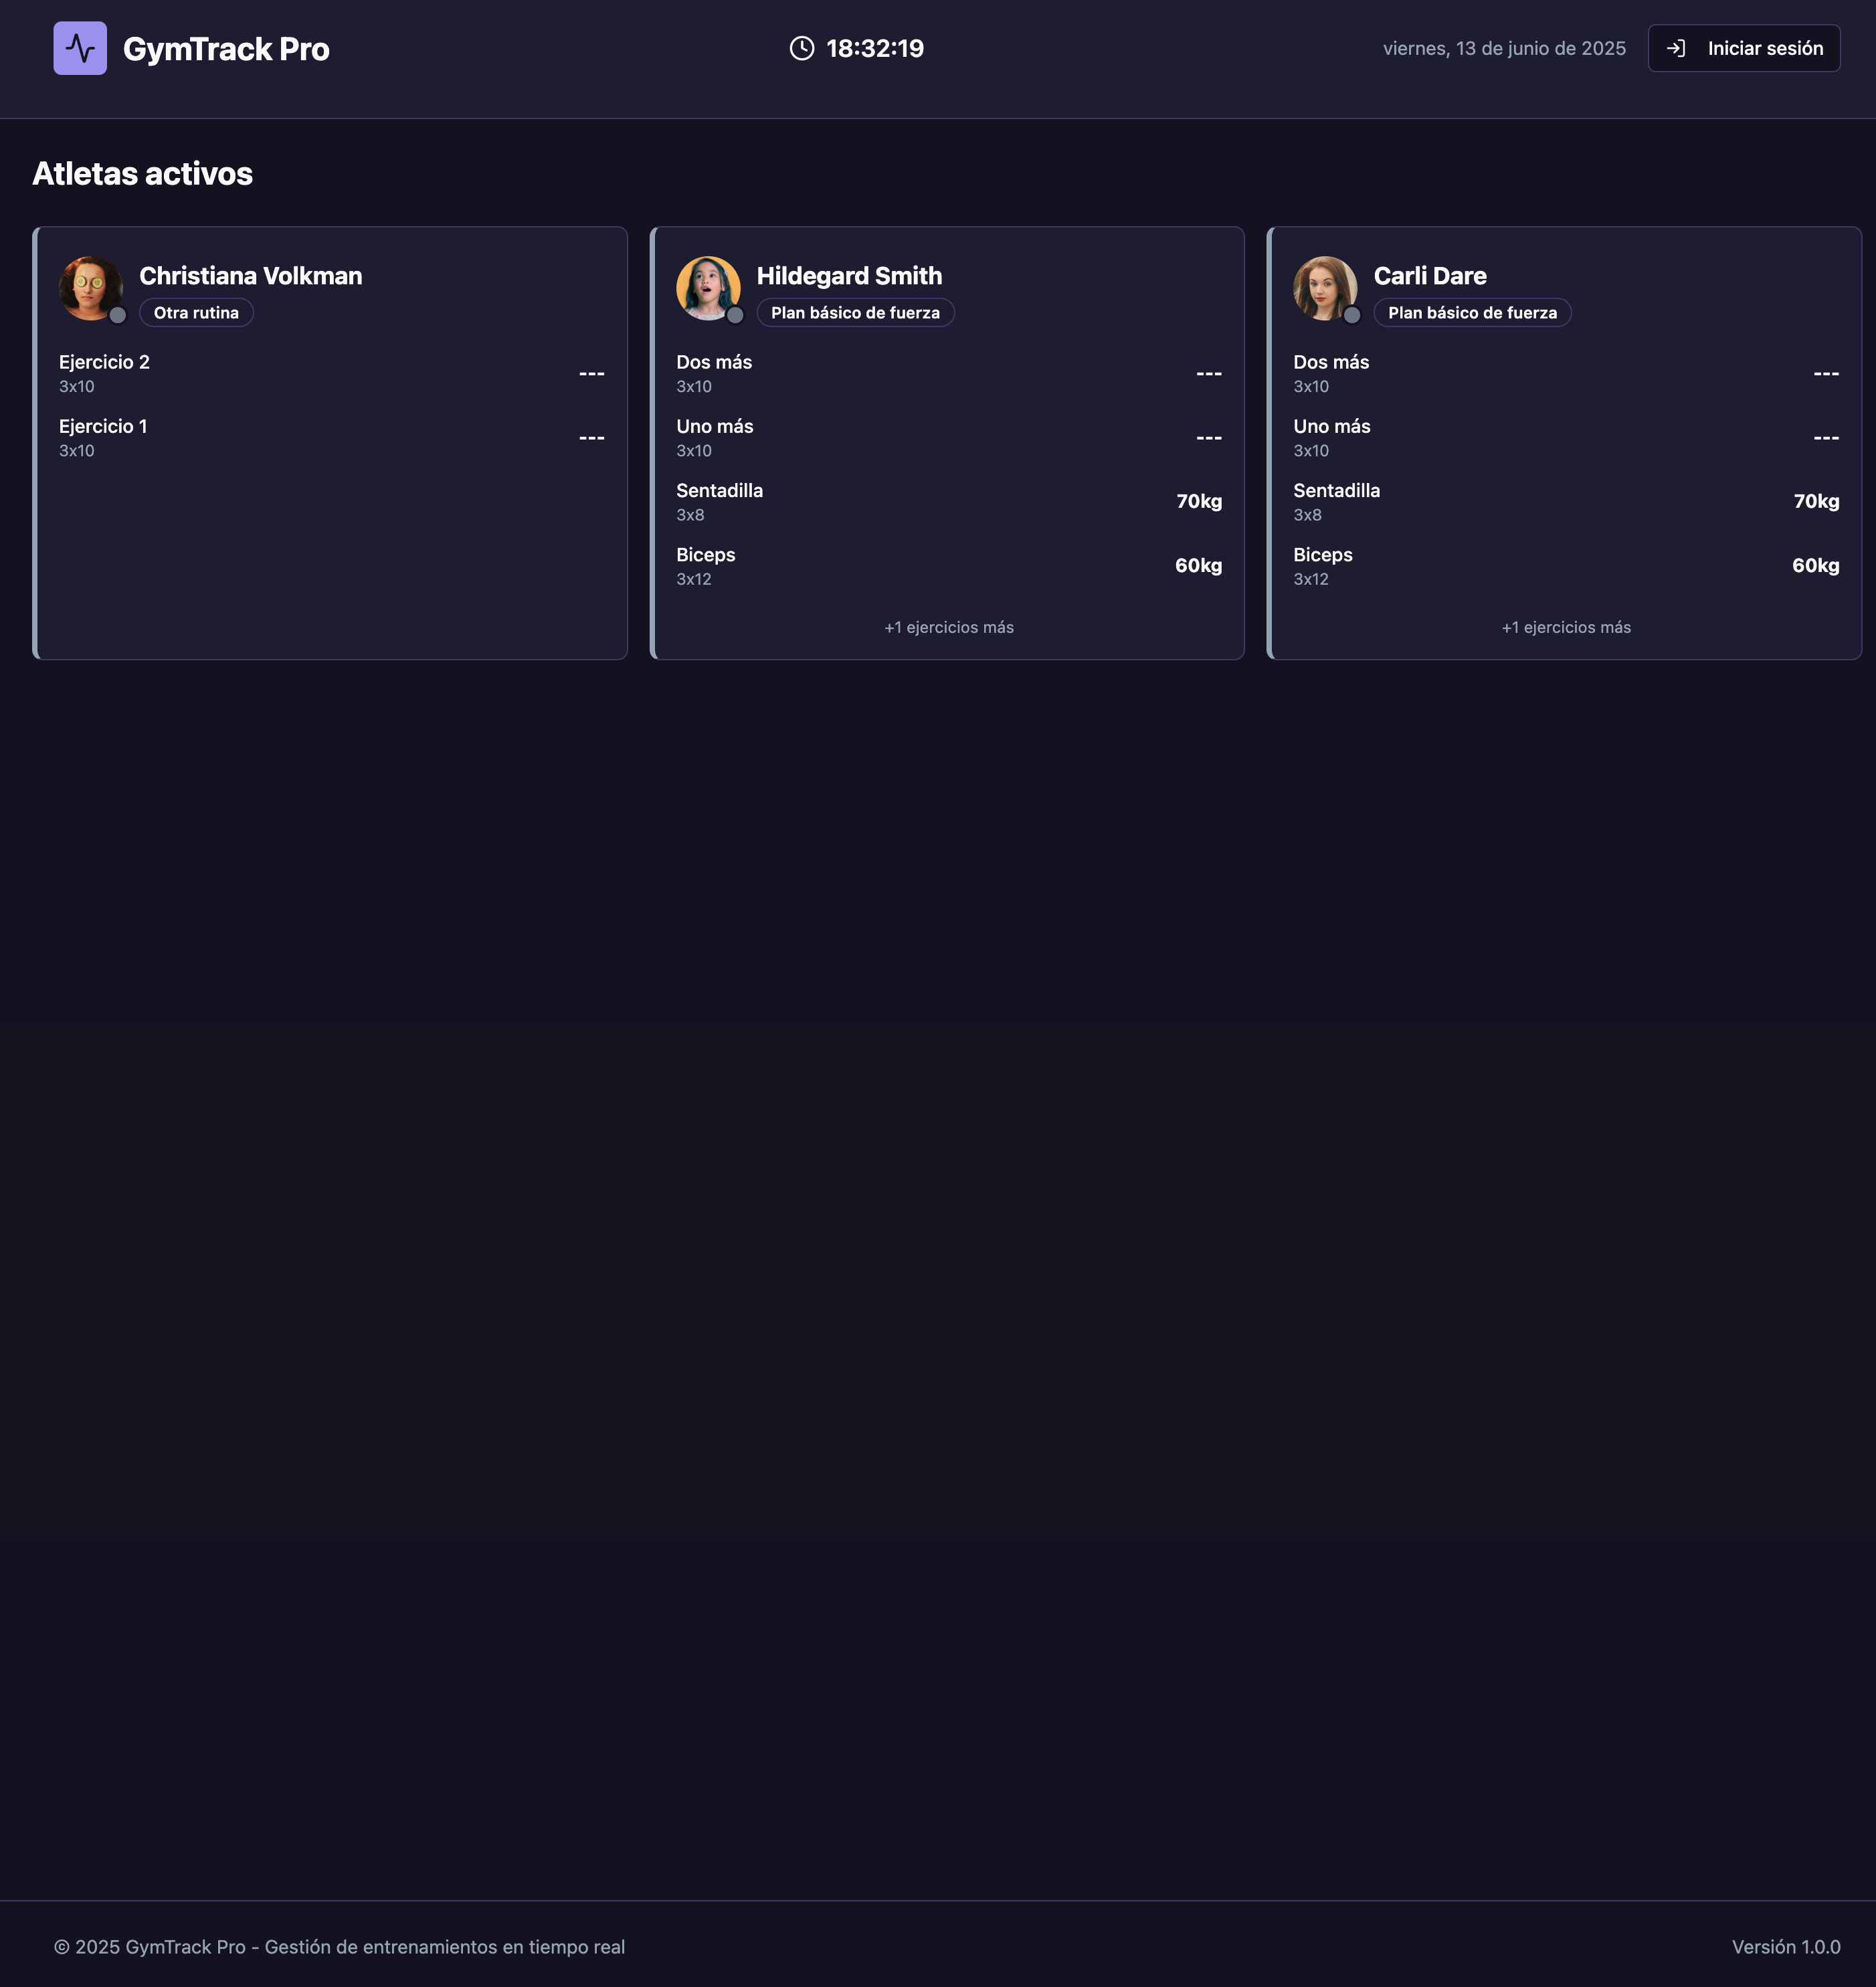 GymTrack Pro
18:32:19
viernes, 13 de junio de 2025
Iniciar sesión
Atletas activos
Christiana Volkman
Otra rutina
Ejercicio 2
3x10
---
Ejercicio 1
3x10
---
Hildegard Smith
Plan básico de fuerza
Dos más
3x10
---
Uno más
3x10
---
Sentadilla
3x8
70kg
Biceps
3x12
60kg
+1 ejercicios más
Carli Dare
Plan básico de fuerza
Dos más
3x10
---
Uno más
3x10
---
Sentadilla
3x8
70kg
Biceps
3x12
60kg
+1 ejercicios más
© 2025 GymTrack Pro - Gestión de entrenamientos en tiempo real
Versión 1.0.0